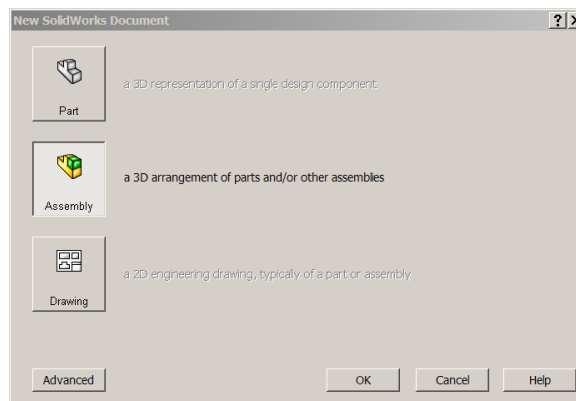 New SolidWorks Document
a 3D representation of a single design component
Part
a 3D arrangement of parts and/or other assemblies
Assembly
a 2D engineering drawing, typically of a part or assembly
Drawing
Advanced OK Cancel Help